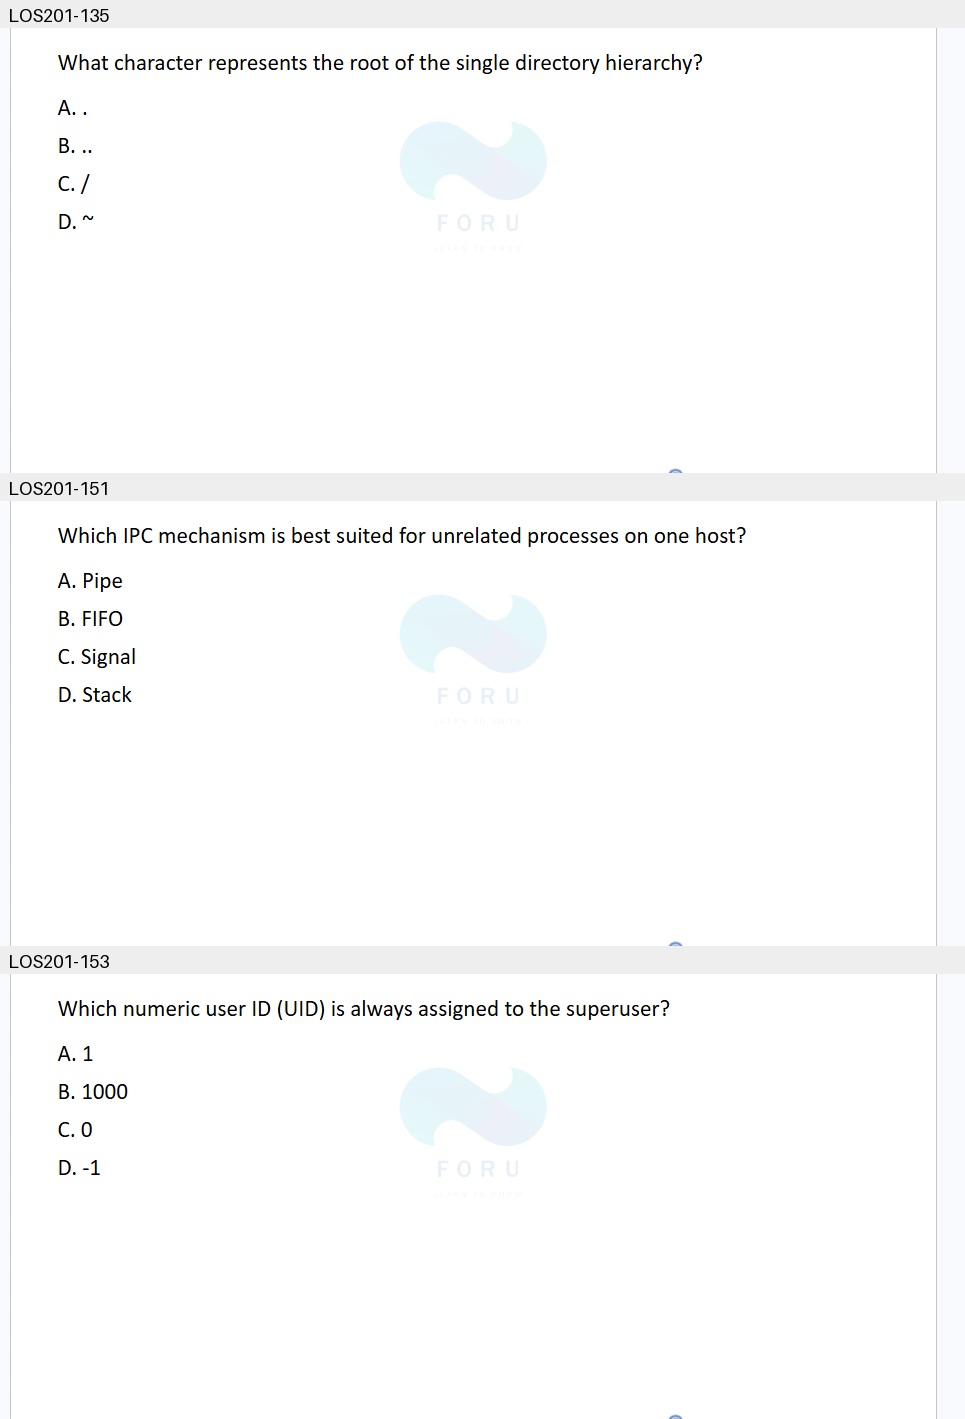 LOS201-135
What character represents the root of the single directory hierarchy?
A. .
B. ..
C. /
D. ~
FORU
LOS201-151
Which IPC mechanism is best suited for unrelated processes on one host?
A. Pipe
B. FIFO
C. Signal
D. Stack
FORU
LOS201-153
Which numeric user ID (UID) is always assigned to the superuser?
A. 1
B. 1000
C. 0
D. -1
FORU